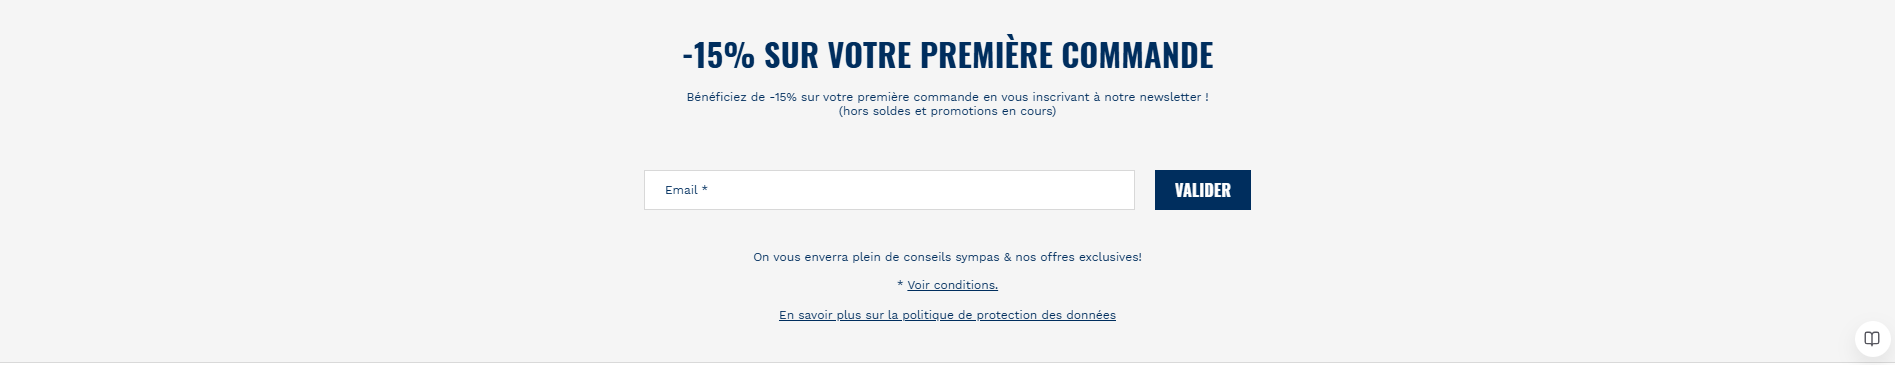 -15% SUR VOTRE PREMIÈRE COMMANDE
Bénéficiez de -15% sur votre première commande en vous inscrivant à notre newsletter !
(hors soldes et promotions en cours)
Email *
VALIDER
On vous enverra plein de conseils sympas & nos offres exclusives!
* Voir conditions.
En savoir plus sur la politique de protection des données